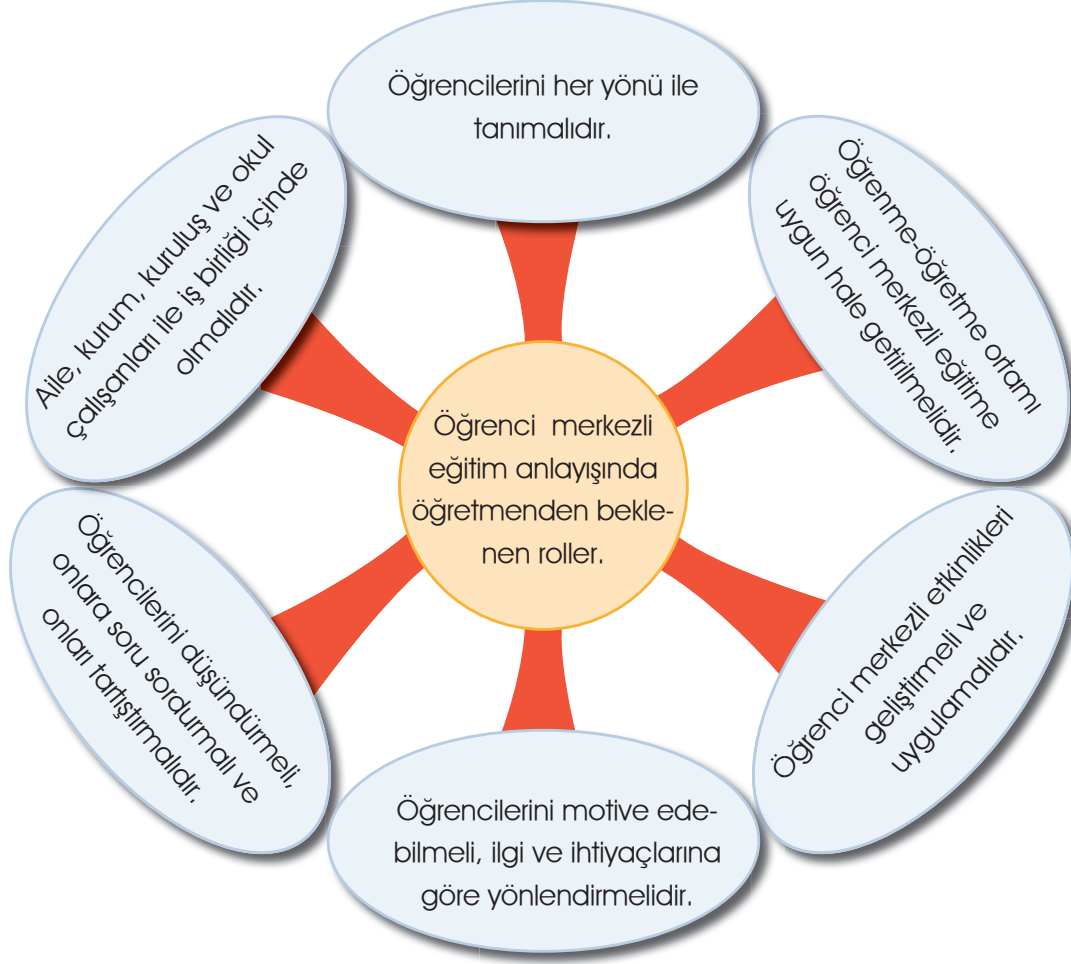 Öğrencilerini her yönü ile
tanımalıdır.
Öğrenme-öğretme ortamı
öğrenci merkezli eğitime
uygun hale getirilmelidir.
Öğrenci merkezli etkinlikleri
geliştirmeli ve
uygulamalıdır.
Öğrencilerini motive ede-
bilmeli, ilgi ve ihtiyaçlarına
göre yönlendirmelidir.
Öğrencilerini düşündürmeli,
onlara soru sordurmalı ve
onları tartıştırmalıdır.
Aile, kurum, kuruluş ve okul
çalışanları ile iş birliği içinde
olmalıdır.
Öğrenci merkezli
eğitim anlayışında
öğretmenden bekle-
nen roller.